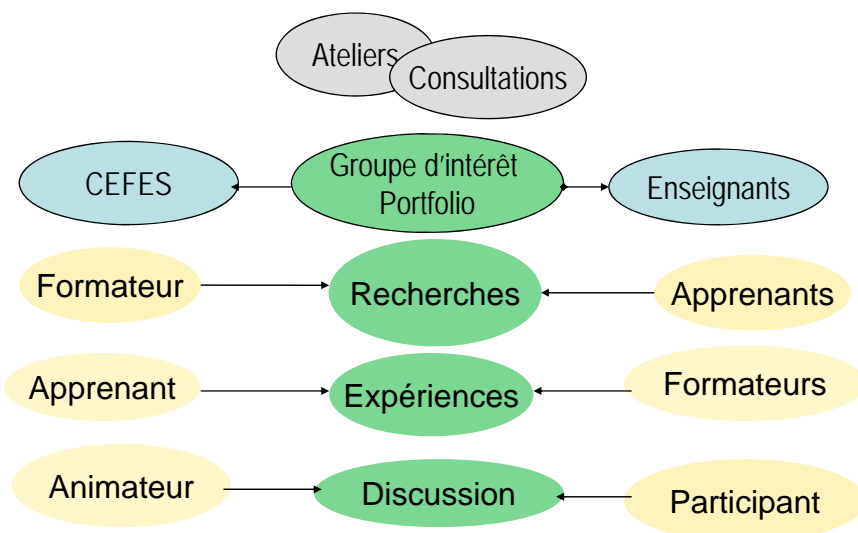 Ateliers
Consultations
CEFES
Groupe d'intérêt
Portfolio
Enseignants
Formateur
Recherches
Apprenants
Apprenant
Expériences
Formateurs
Animateur
Discussion
Participant